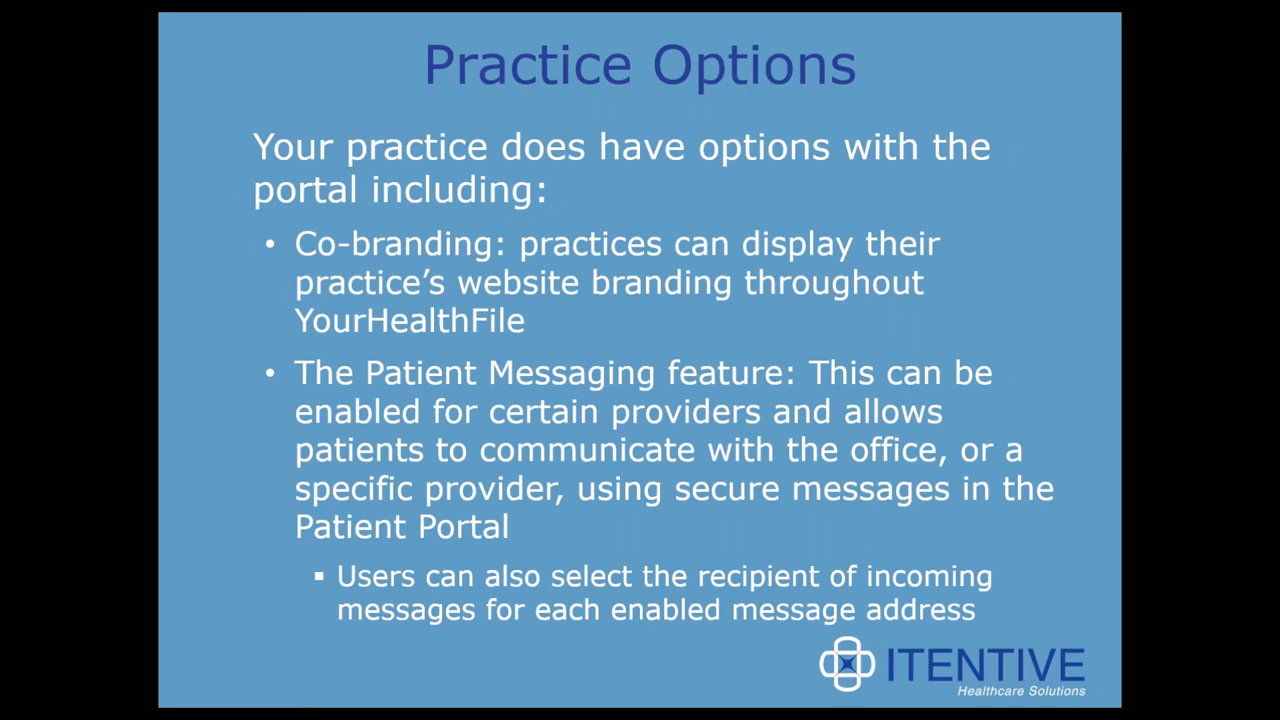 Practice Options
Your practice does have options with the
portal including:
• Co-branding: practices can display their
practice’s website branding throughout
YourHealthFile
• The Patient Messaging feature: This can be
enabled for certain providers and allows
patients to communicate with the office, or a
specific provider, using secure messages in the
Patient Portal
▪ Users can also select the recipient of incoming
messages for each enabled message address
ITENTIVE
Healthcare Solutions